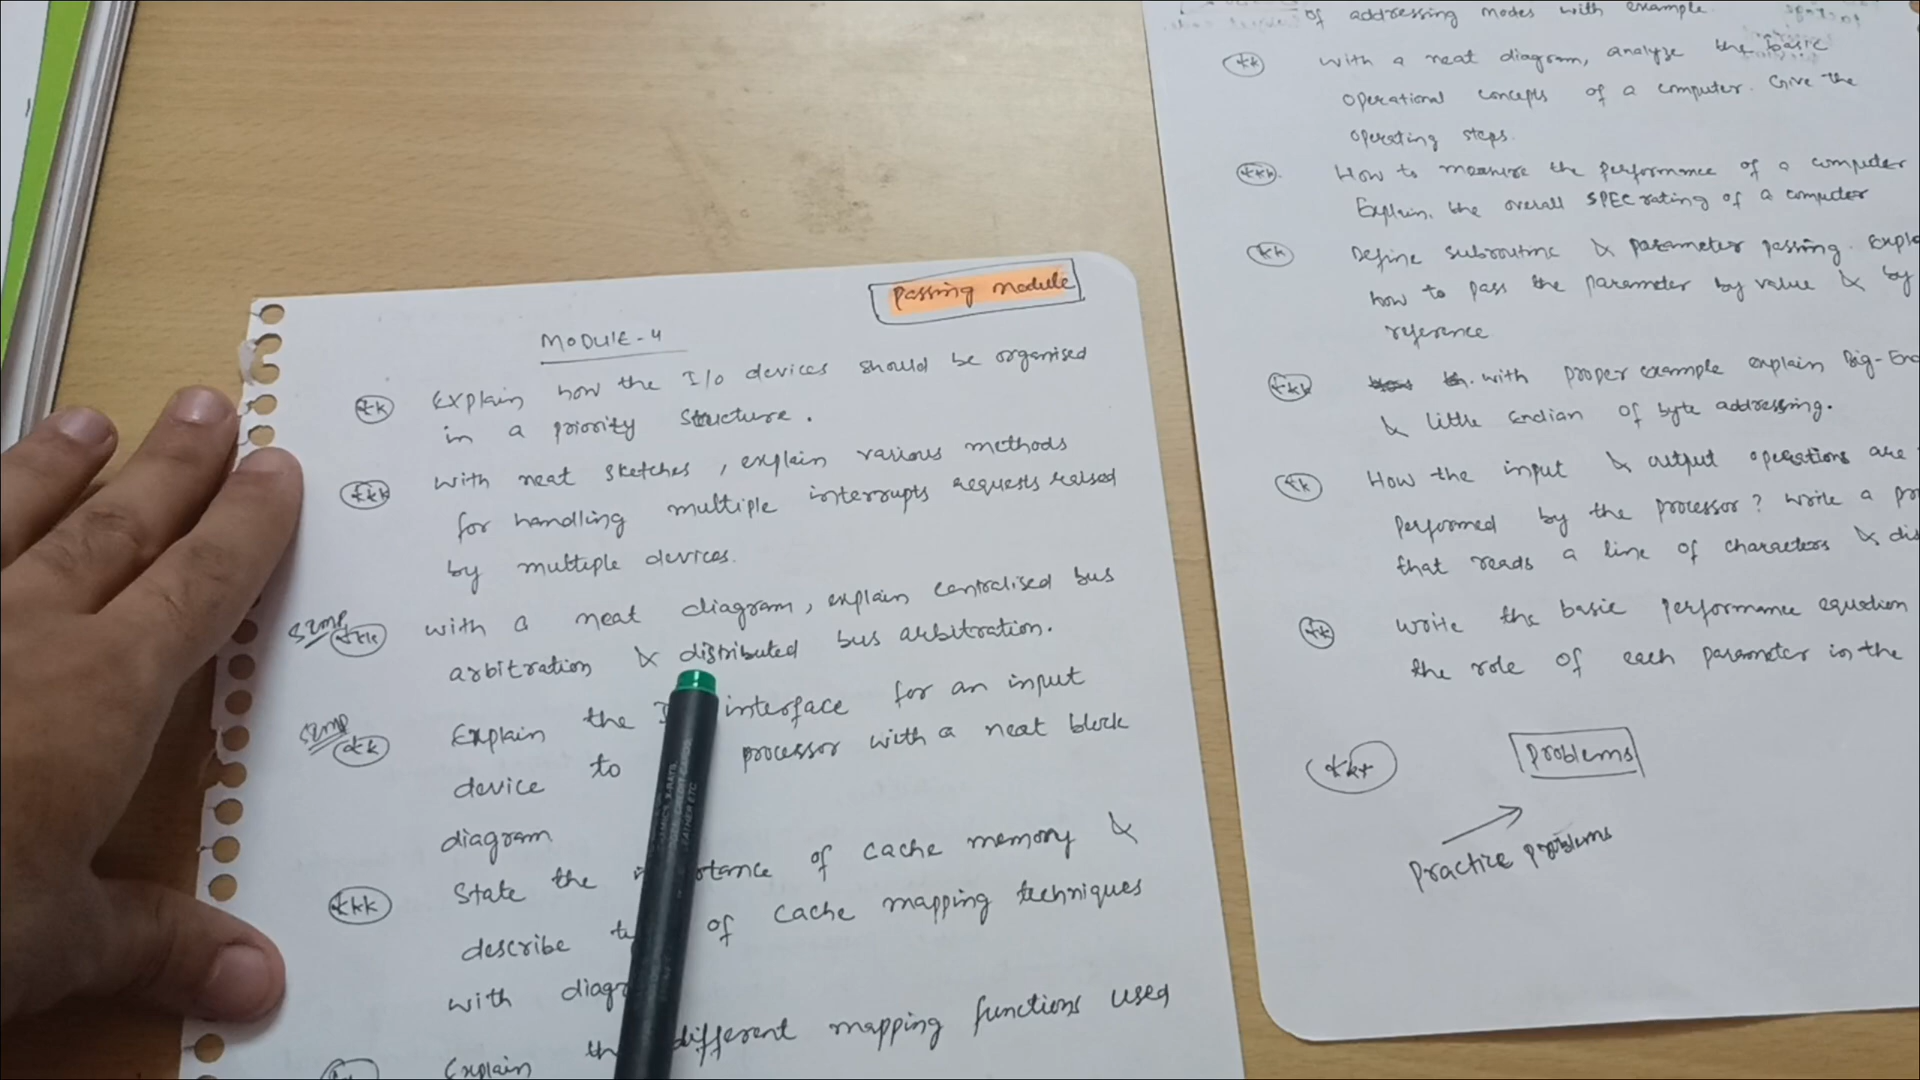 Passing module
MODULE-4
Explain how the I/O devices should be organised
in a priority structure.
with neat sketches, explain various methods
for handling multiple interrupts requests raised
by multiple devices.
with a neat diagram, explain centralised bus
arbitration & distributed bus arbitration.
Explain the interface for an input
device to processor with a neat block
diagram
State the of cache memory &
describe of cache mapping techniques
with
Explain different mapping functions used
of addressing modes with example.
with a neat diagram, analyze the basic
operational concepts of a computer. Give the
operating steps.
How to measure the performance of a computer
Explain. the overall SPEC rating of a computer
Define subroutine & parameter passing.
how to pass the parameter by value & by
reference
with proper example explain
& little Endian of byte addressing.
How the input & output operations are
performed by the processor? write a
that reads a line of characters &
write the basic performance equation
the role of each parameter in the
Problems
Practice problems